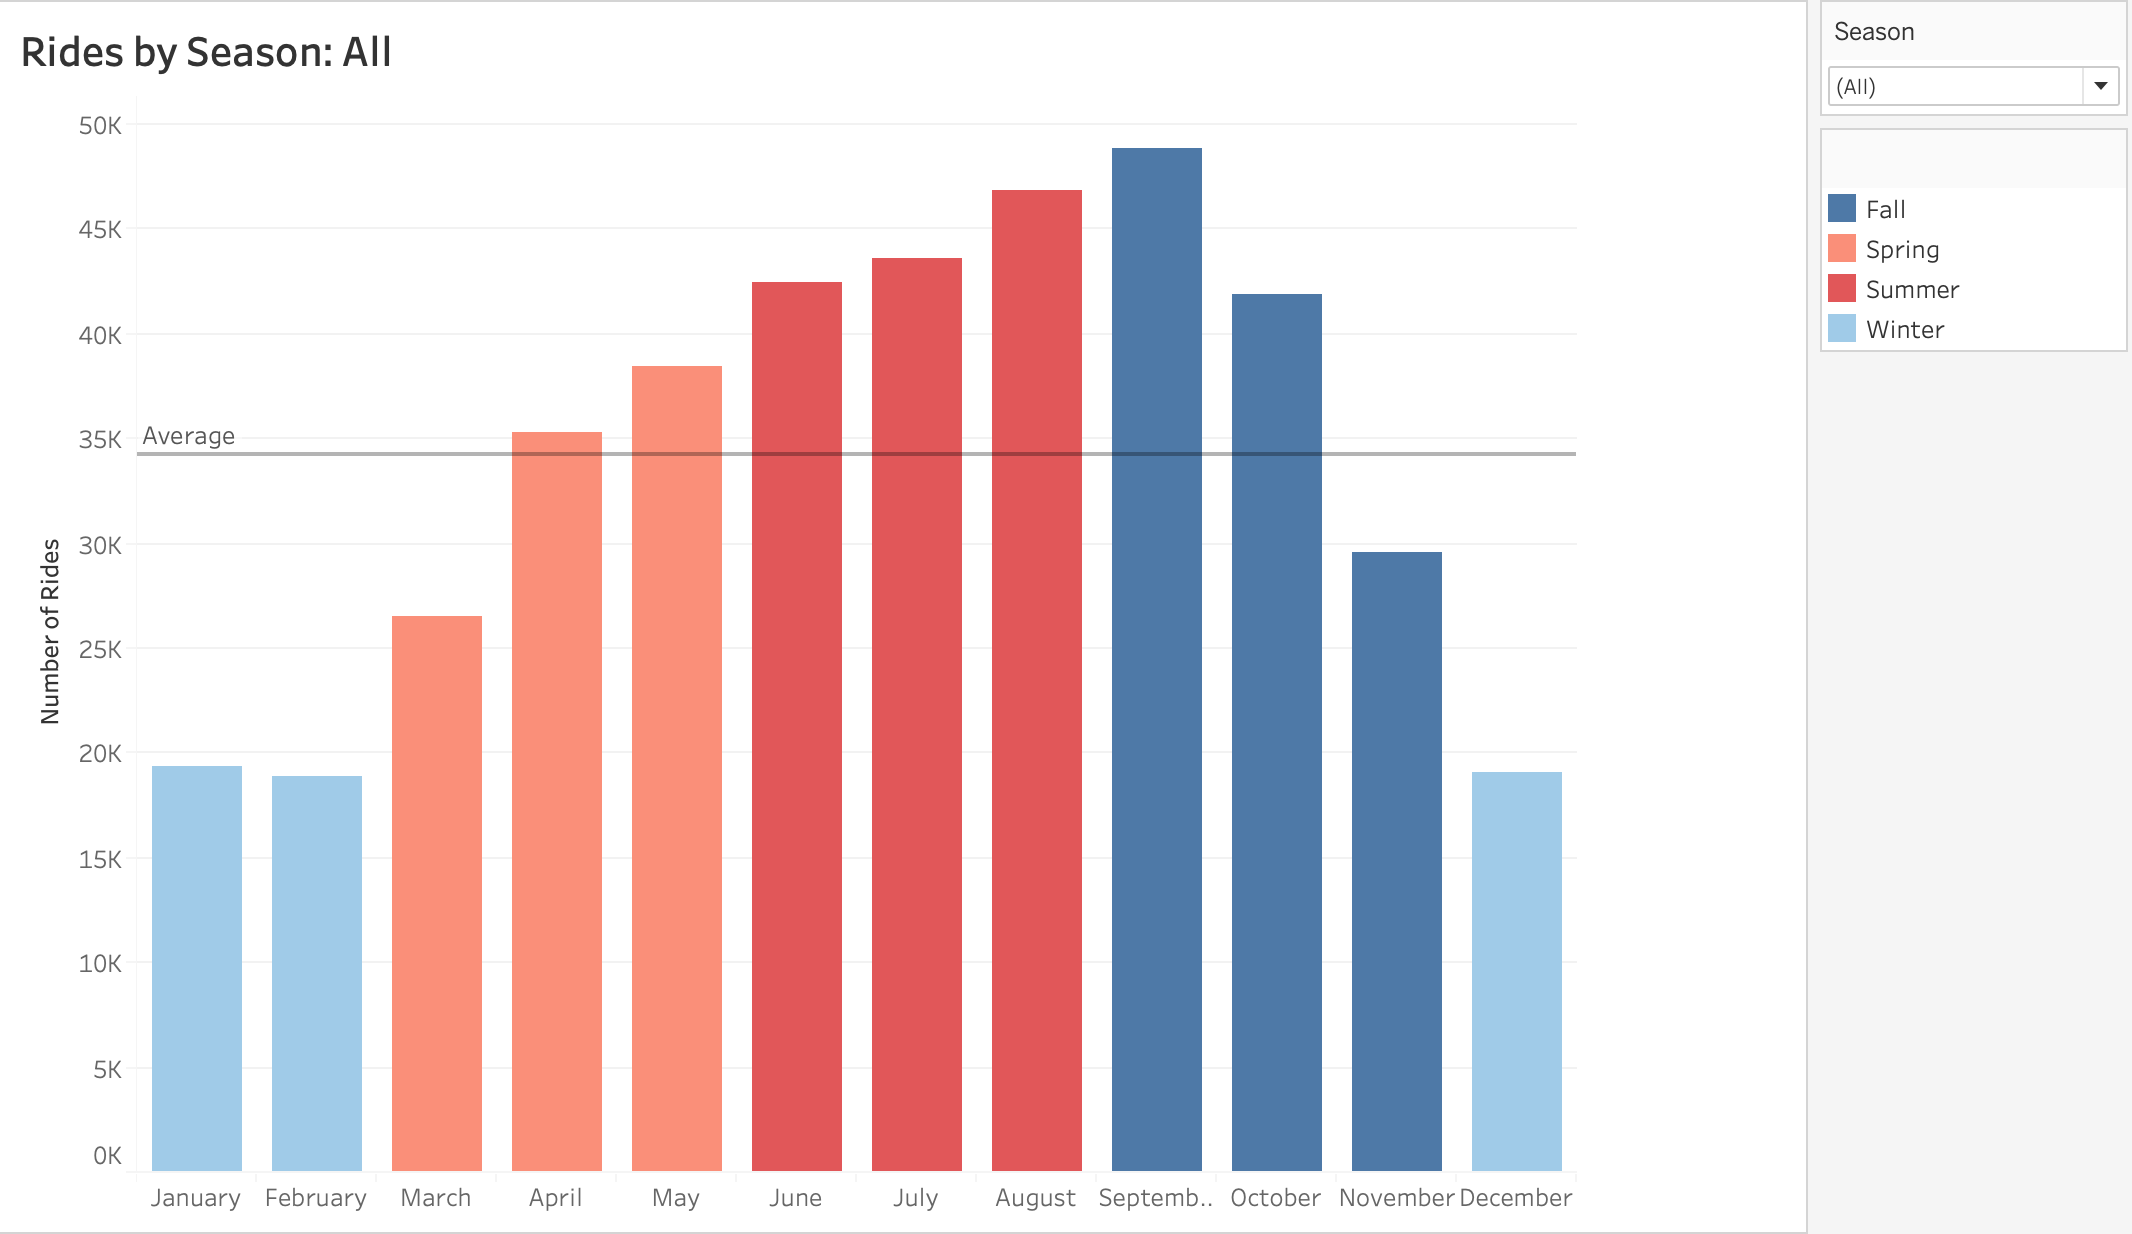 Rides by Season: All
50K
45K
40K
35K
30K
25K
20K
15K
10K
5K
0K
Average
Number of Rides
January February March April May June July August Septemb.. October November December
Season
(All)
Fall
Spring
Summer
Winter